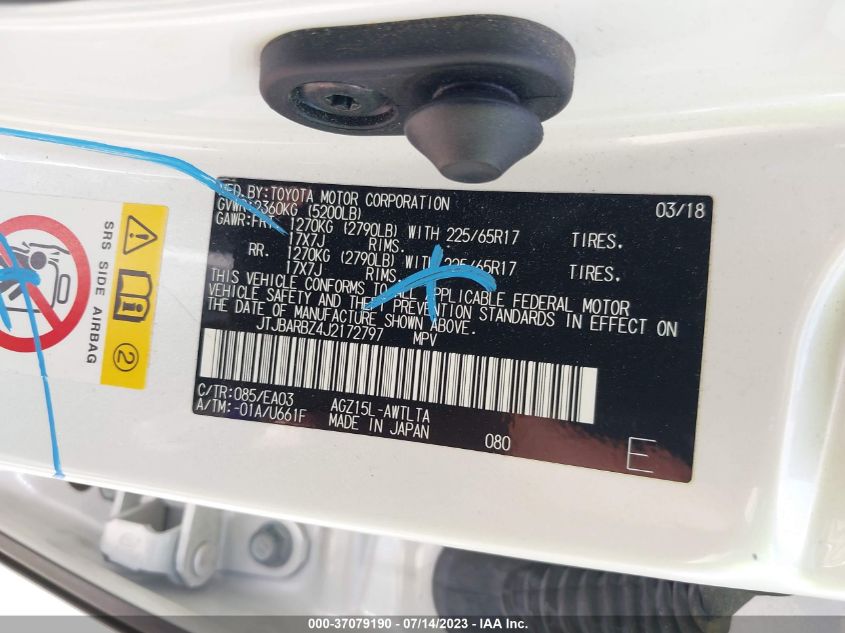 MFD.BY:TOYOTA MOTOR CORPORATION 03/18
GVWR:2360KG (5200LB)
GAWR:FRT. 1270KG (2790LB) WITH 225/65R17 TIRES.
17X7J RIMS.
RR. 1270KG (2790LB) WITH 225/65R17 TIRES.
17X7J RIMS.
THIS VEHICLE CONFORMS TO ALL APPLICABLE FEDERAL MOTOR
VEHICLE SAFETY AND THEFT PREVENTION STANDARDS IN EFFECT ON
THE DATE OF MANUFACTURE SHOWN ABOVE.
JTJBARBZ4J2172797 MPV
C/TR:085/EA03 AGZ15L-AWTLTA
A/TM:-01A/U661F MADE IN JAPAN 080
E
SRS SIDE AIRBAG
2
000-37079190 - 07/14/2023 - IAA Inc.